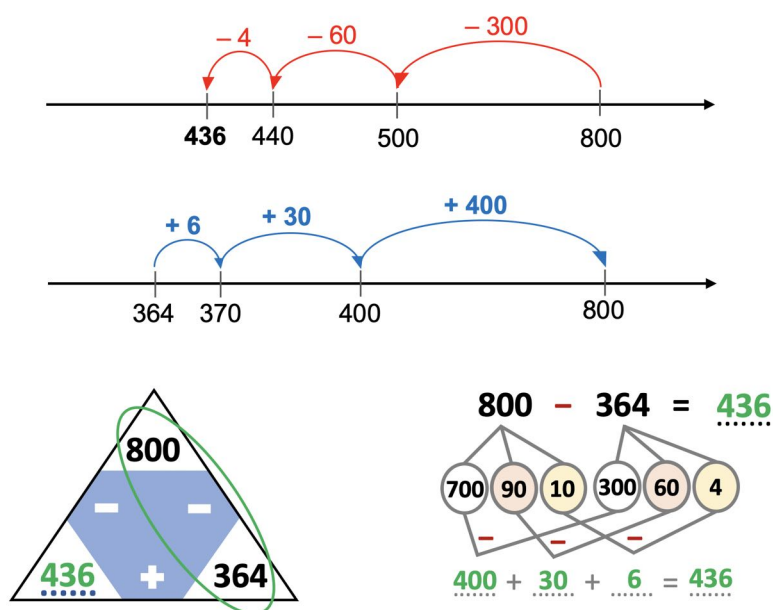 – 4 – 60 – 300
436 440 500 800
+ 6 + 30 + 400
364 370 400 800
800
– –
436 + 364
800 – 364 = 436
700 90 10 300 60 4
– – –
400 + 30 + 6 = 436